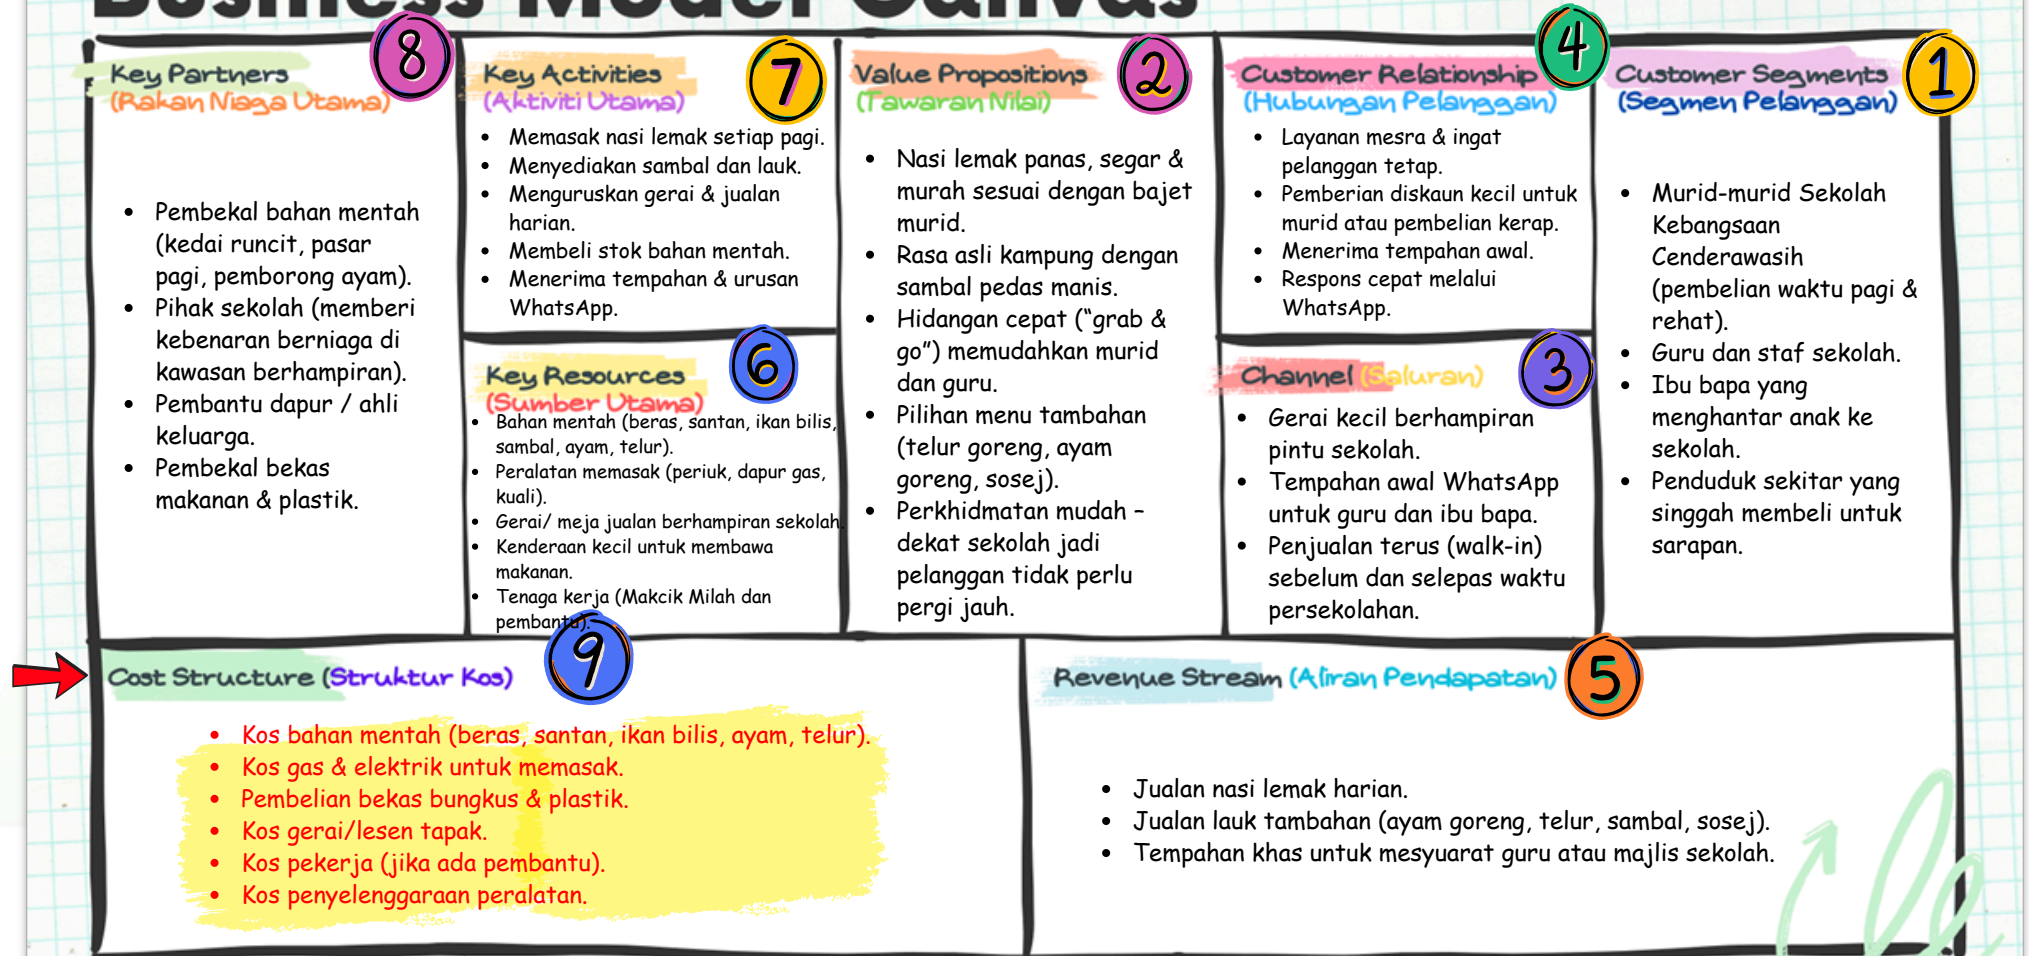 Business Model Canvas
Key Partners
(Rakan Niaga Utama)
8
Pembekal bahan mentah
(kedai runcit, pasar
pagi, pemborong ayam).
Pihak sekolah (memberi
kebenaran berniaga di
kawasan berhampiran).
Pembantu dapur / ahli
keluarga.
Pembekal bekas
makanan & plastik.
Key Activities
(Aktiviti Utama)
7
Memasak nasi lemak setiap pagi.
Menyediakan sambal dan lauk.
Menguruskan gerai & jualan
harian.
Membeli stok bahan mentah.
Menerima tempahan & urusan
WhatsApp.
Key Resources
(Sumber Utama)
6
Bahan mentah (beras, santan, ikan bilis,
sambal, ayam, telur).
Peralatan memasak (periuk, dapur gas,
kuali).
Gerai/ meja jualan berhampiran sekolah.
Kenderaan kecil untuk membawa
makanan.
Tenaga kerja (Makcik Milah dan
pembantu).
Value Propositions
(Tawaran Nilai)
2
Nasi lemak panas, segar &
murah sesuai dengan bajet
murid.
Rasa asli kampung dengan
sambal pedas manis.
Hidangan cepat (“grab &
go”) memudahkan murid
dan guru.
Pilihan menu tambahan
(telur goreng, ayam
goreng, sosej).
Perkhidmatan mudah –
dekat sekolah jadi
pelanggan tidak perlu
pergi jauh.
Customer Relationship
(Hubungan Pelanggan)
4
Layanan mesra & ingat
pelanggan tetap.
Pemberian diskaun kecil untuk
murid atau pembelian kerap.
Menerima tempahan awal.
Respons cepat melalui
WhatsApp.
Channel (Saluran)
3
Gerai kecil berhampiran
pintu sekolah.
Tempahan awal WhatsApp
untuk guru dan ibu bapa.
Penjualan terus (walk-in)
sebelum dan selepas waktu
persekolahan.
Customer Segments
(Segmen Pelanggan)
1
Murid-murid Sekolah
Kebangsaan
Cenderawasih
(pembelian waktu pagi &
rehat).
Guru dan staf sekolah.
Ibu bapa yang
menghantar anak ke
sekolah.
Penduduk sekitar yang
singgah membeli untuk
sarapan.
Cost Structure (Struktur Kos)
9
Kos bahan mentah (beras, santan, ikan bilis, ayam, telur).
Kos gas & elektrik untuk memasak.
Pembelian bekas bungkus & plastik.
Kos gerai/lesen tapak.
Kos pekerja (jika ada pembantu).
Kos penyelenggaraan peralatan.
Revenue Stream (Aliran Pendapatan)
5
Jualan nasi lemak harian.
Jualan lauk tambahan (ayam goreng, telur, sambal, sosej).
Tempahan khas untuk mesyuarat guru atau majlis sekolah.